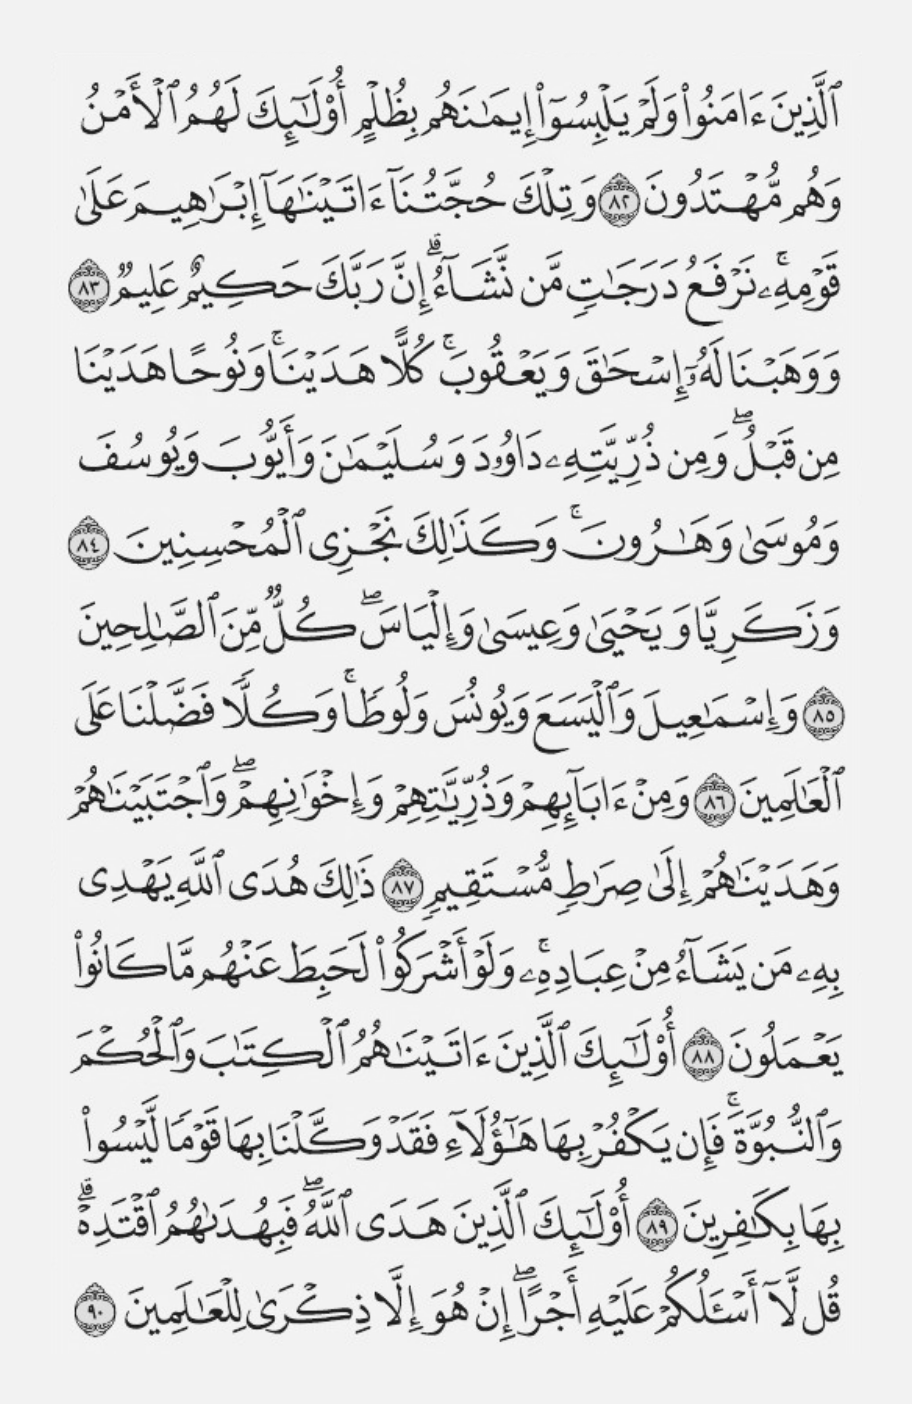 ٱلَّذِينَ ءَامَنُوا۟ وَلَمْ يَلْبِسُوٓا۟ إِيمَٰنَهُم بِظُلْمٍ أُو۟لَٰٓئِكَ لَهُمُ ٱلْأَمْنُ
وَهُم مُّهْتَدُونَ ٨٢ وَتِلْكَ حُجَّتُنَآ ءَاتَيْنَٰهَآ إِبْرَٰهِيمَ عَلَىٰ
قَوْمِهِۦ ۚ نَرْفَعُ دَرَجَٰتٍ مَّن نَّشَآءُ ۗ إِنَّ رَبَّكَ حَكِيمٌ عَلِيمٌ ٨٣
وَوَهَبْنَا لَهُۥٓ إِسْحَٰقَ وَيَعْقُوبَ ۚ كُلًّا هَدَيْنَا ۚ وَنُوحًا هَدَيْنَا
مِن قَبْلُ ۖ وَمِن ذُرِّيَّتِهِۦ دَاوُۥدَ وَسُلَيْمَٰنَ وَأَيُّوبَ وَيُوسُفَ
وَمُوسَىٰ وَهَٰرُونَ ۚ وَكَذَٰلِكَ نَجْزِى ٱلْمُحْسِنِينَ ٨٤
وَزَكَرِيَّا وَيَحْيَىٰ وَعِيسَىٰ وَإِلْيَاسَ ۖ كُلٌّ مِّنَ ٱلصَّٰلِحِينَ
٨٥ وَإِسْمَٰعِيلَ وَٱلْيَسَعَ وَيُونُسَ وَلُوطًا ۚ وَكُلًّا فَضَّلْنَا عَلَى
ٱلْعَٰلَمِينَ ٨٦ وَمِنْ ءَابَآئِهِمْ وَذُرِّيَّٰتِهِمْ وَإِخْوَٰنِهِمْ ۖ وَٱجْتَبَيْنَٰهُمْ
وَهَدَيْنَٰهُمْ إِلَىٰ صِرَٰطٍ مُّسْتَقِيمٍ ٨٧ ذَٰلِكَ هُدَى ٱللَّهِ يَهْدِى
بِهِۦ مَن يَشَآءُ مِنْ عِبَادِهِۦ ۚ وَلَوْ أَشْرَكُوا۟ لَحَبِطَ عَنْهُم مَّا كَانُوا۟
يَعْمَلُونَ ٨٨ أُو۟لَٰٓئِكَ ٱلَّذِينَ ءَاتَيْنَٰهُمُ ٱلْكِتَٰبَ وَٱلْحُكْمَ
وَٱلنُّبُوَّةَ ۚ فَإِن يَكْفُرْ بِهَا هَٰٓؤُلَآءِ فَقَدْ وَكَّلْنَا بِهَا قَوْمًا لَّيْسُوا۟
بِهَا بِكَٰفِرِينَ ٨٩ أُو۟لَٰٓئِكَ ٱلَّذِينَ هَدَى ٱللَّهُ ۖ فَبِهُدَىٰهُمُ ٱقْتَدِهْ ۗ
قُل لَّآ أَسْـَٔلُكُمْ عَلَيْهِ أَجْرًا ۖ إِنْ هُوَ إِلَّا ذِكْرَىٰ لِلْعَٰلَمِينَ ٩٠